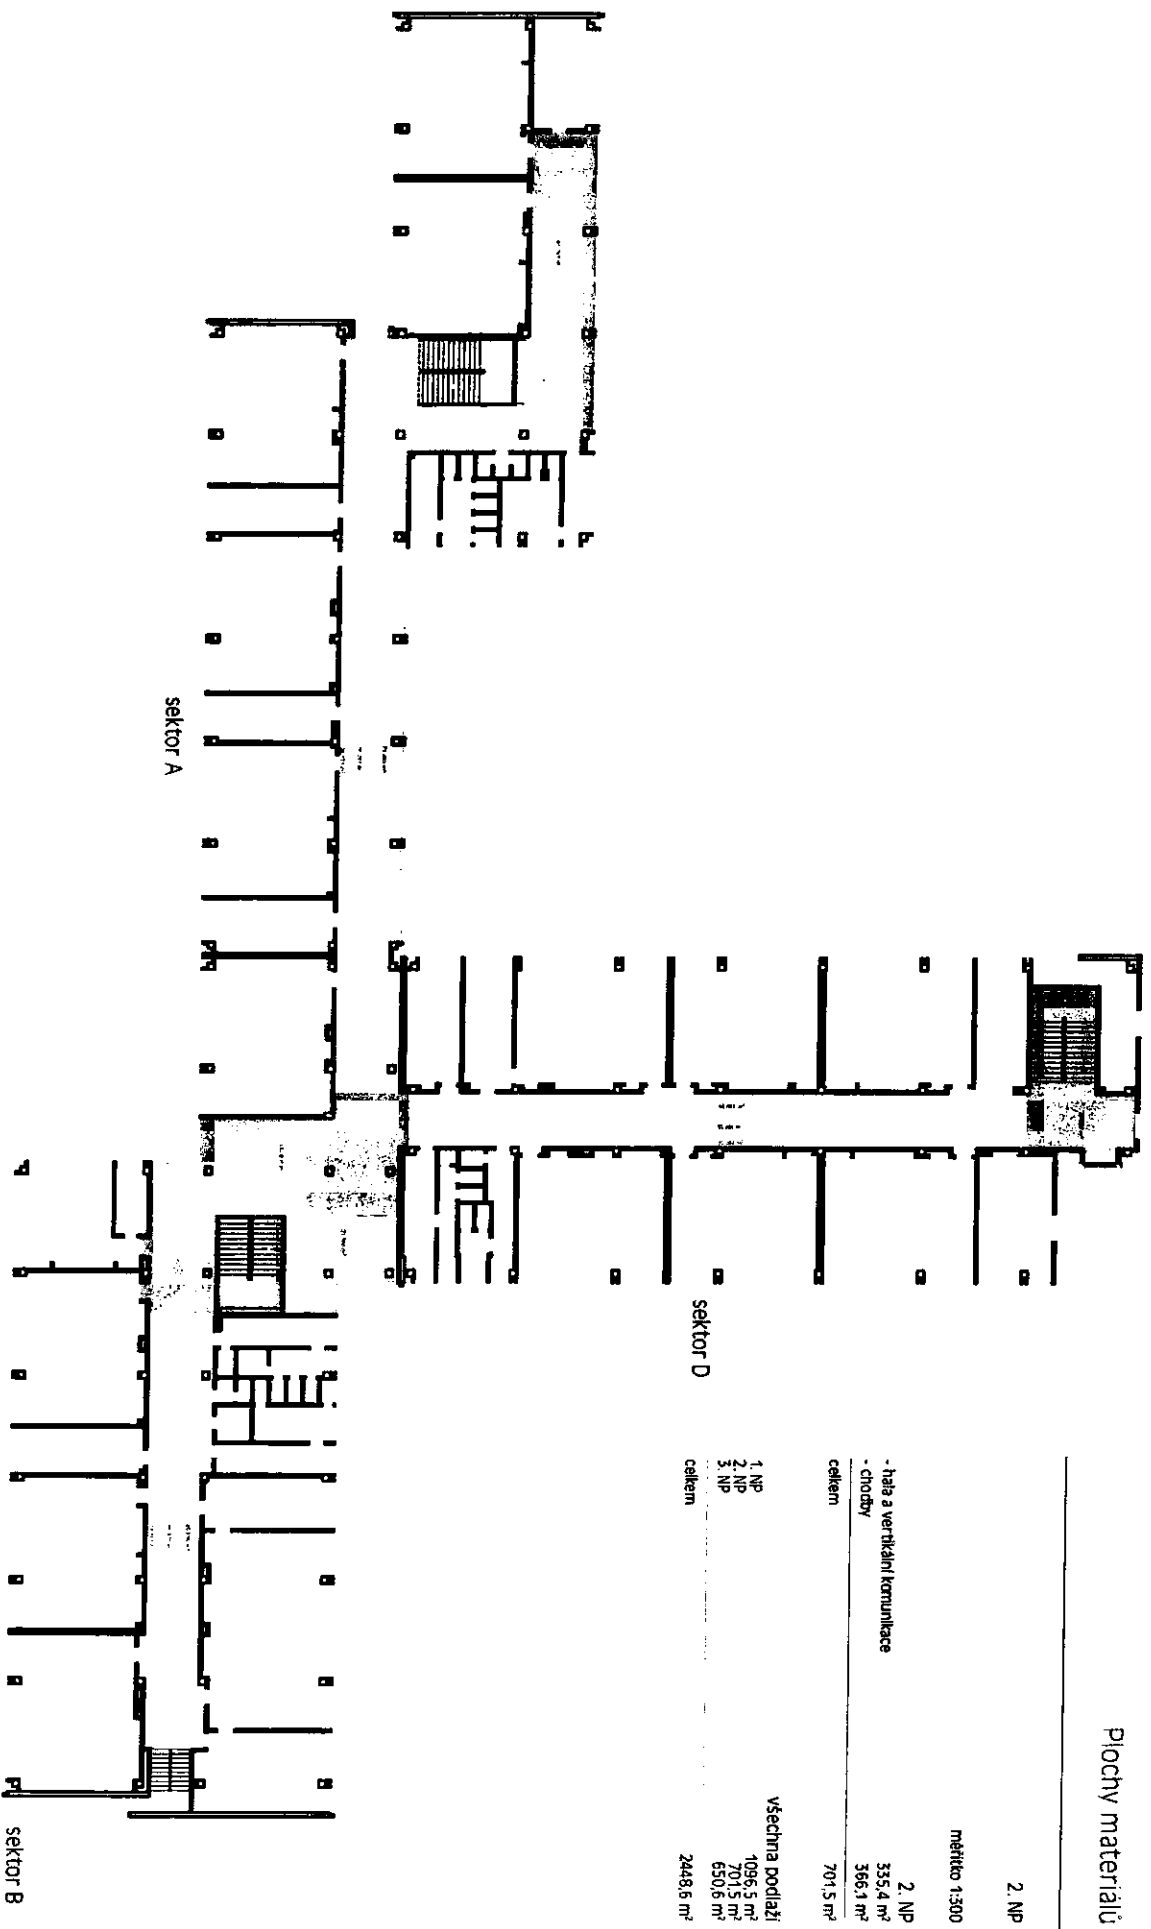 Plochy materiálů
2. NP
měřítko 1:300
2. NP
- hala a vertikální komunikace 335,4 m²
- chodby 366,1 m²
celkem 701,5 m²
všechna podlaží
1. NP 1096,5 m²
2. NP 701,5 m²
3. NP 650,6 m²
celkem 2448,6 m²
sektor A
sektor D
sektor B